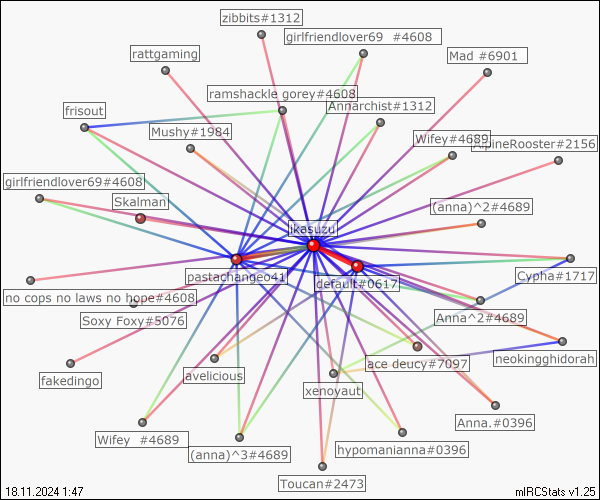 zibbits#1312
girlfriendlover69 #4608
Mad #6901
rattgaming
ramshackle gorey#4608
Annarchist#1312
frisout
Mushy#1984
Wifey#4689
AlpineRooster#2156
girlfriendlover69#4608
Skalman
(anna)^2#4689
ikasuzu
pastachange041
default#0617
Cypha#1717
no cops no laws no hope#4608
Soxy Foxy#5076
Anna^2#4689
neokingghidorah
ace deucy#7097
fakedingo
avelicious
xenoyaut
Anna.#0396
Wifey #4689
(anna)^3#4689
hypomanianna#0396
Toucan#2473
18.11.2024 1:47
mIRCStats v1.25